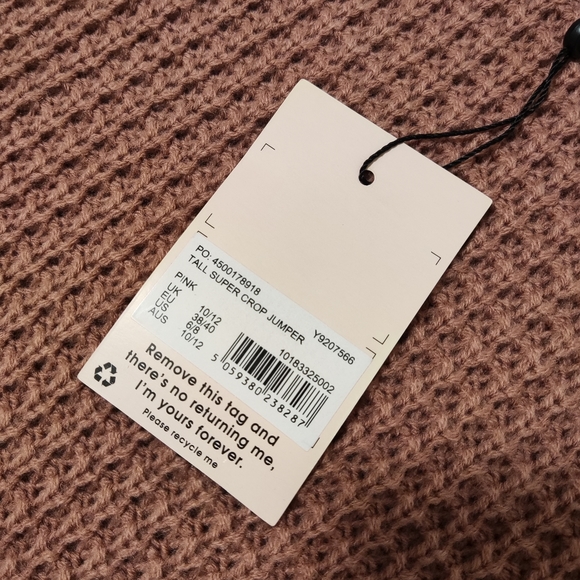 PO: 4500178918
TALL SUPER CROP JUMPER Y9207566
PINK
UK 10/12
EU 38/40
US 6/8
AUS 10/12
10183325002
5 059380 238287
Remove this tag and
there's no returning me,
I'm yours forever.
Please recycle me